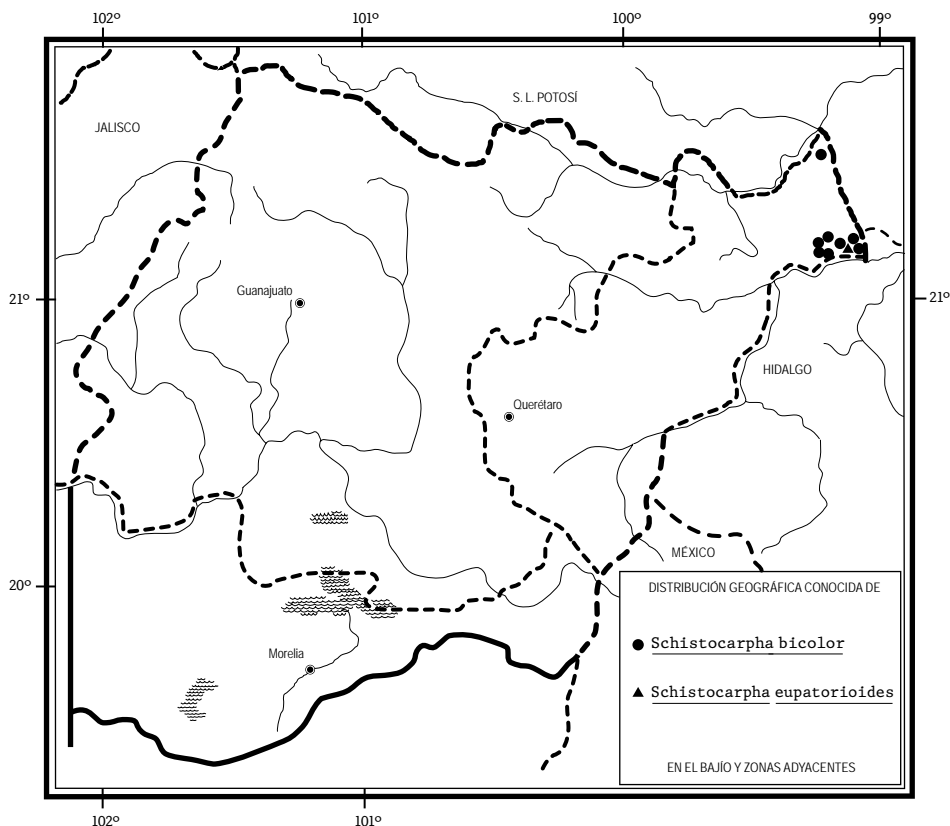 102º 101º 100º 99º
S. L. POTOSÍ
JALISCO
Guanajuato
21º 21º
HIDALGO
Querétaro
MÉXICO
20º
DISTRIBUCIÓN GEOGRÁFICA CONOCIDA DE
Schistocarpha bicolor
Morelia
Schistocarpha eupatorioides
EN EL BAJÍO Y ZONAS ADYACENTES
102º 101º